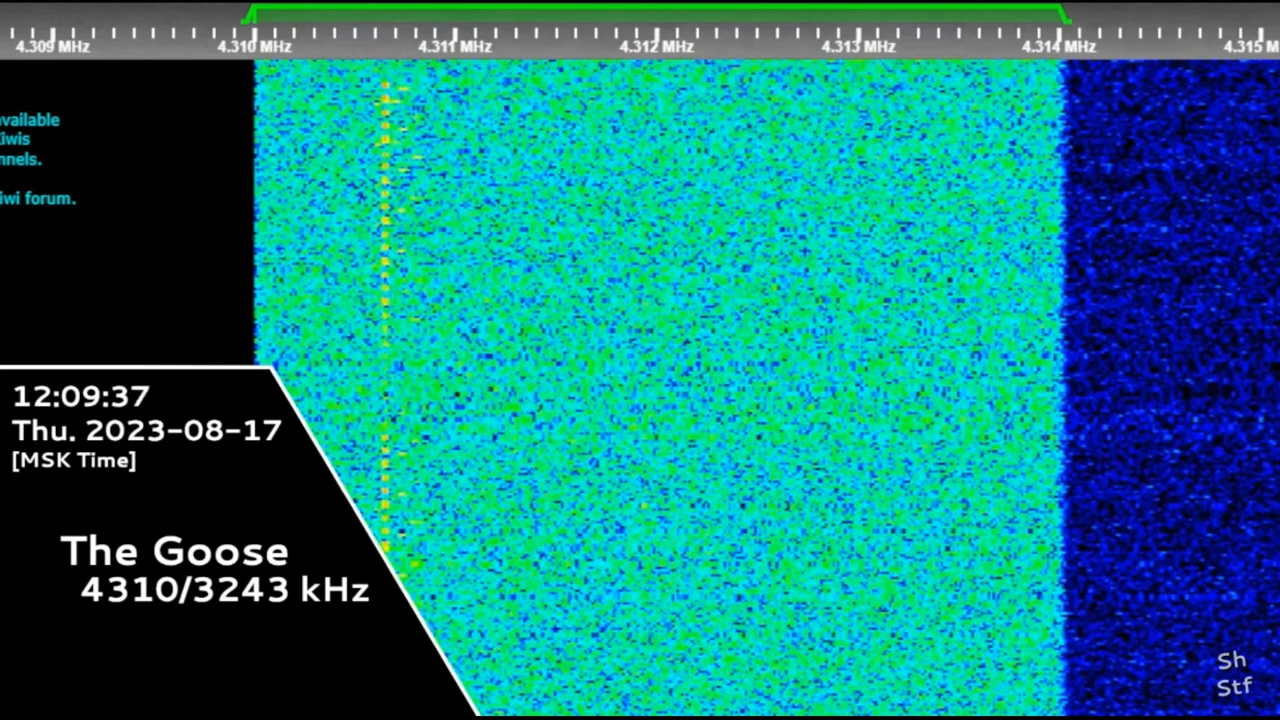 4.309 MHz 4.310 MHz 4.311 MHz 4.312 MHz 4.313 MHz 4.314 MHz 4.315 M
vailable
iwis
nnels.
iwi forum.
12:09:37
Thu. 2023-08-17
[MSK Time]
The Goose
4310/3243 kHz
Sh
Stf